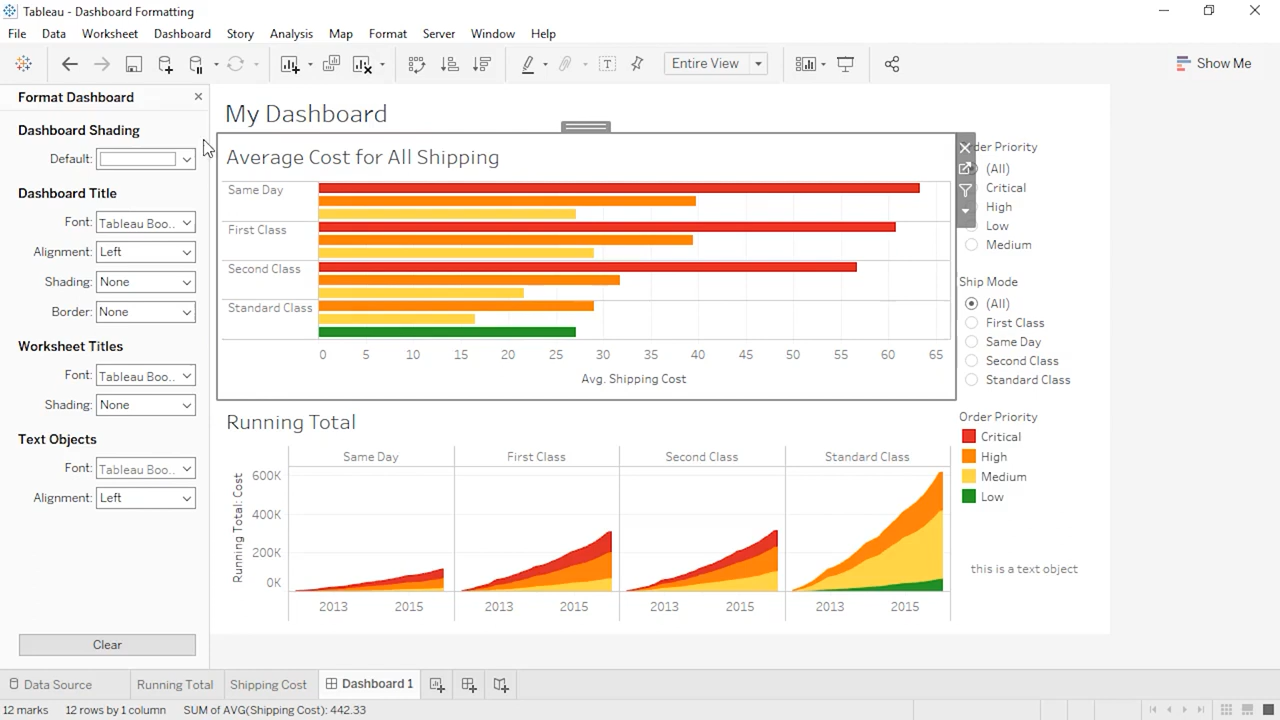 Tableau - Dashboard Formatting
File Data Worksheet Dashboard Story Analysis Map Format Server Window Help
Entire View
Show Me
Format Dashboard
Dashboard Shading
Default:
Dashboard Title
Font: Tableau Boo..
Alignment: Left
Shading: None
Border: None
Worksheet Titles
Font: Tableau Boo..
Shading: None
Text Objects
Font: Tableau Boo..
Alignment: Left
Clear
My Dashboard
Average Cost for All Shipping
Same Day
First Class
Second Class
Standard Class
0 5 10 15 20 25 30 35 40 45 50 55 60 65
Avg. Shipping Cost
Running Total
Same Day First Class Second Class Standard Class
Running Total: Cost
600K
400K
200K
0K
2013 2015 2013 2015 2013 2015 2013 2015
der Priority
(All)
Critical
High
Low
Medium
Ship Mode
(All)
First Class
Same Day
Second Class
Standard Class
Order Priority
Critical
High
Medium
Low
this is a text object
Data Source Running Total Shipping Cost Dashboard 1
12 marks 12 rows by 1 column SUM of AVG(Shipping Cost): 442.33